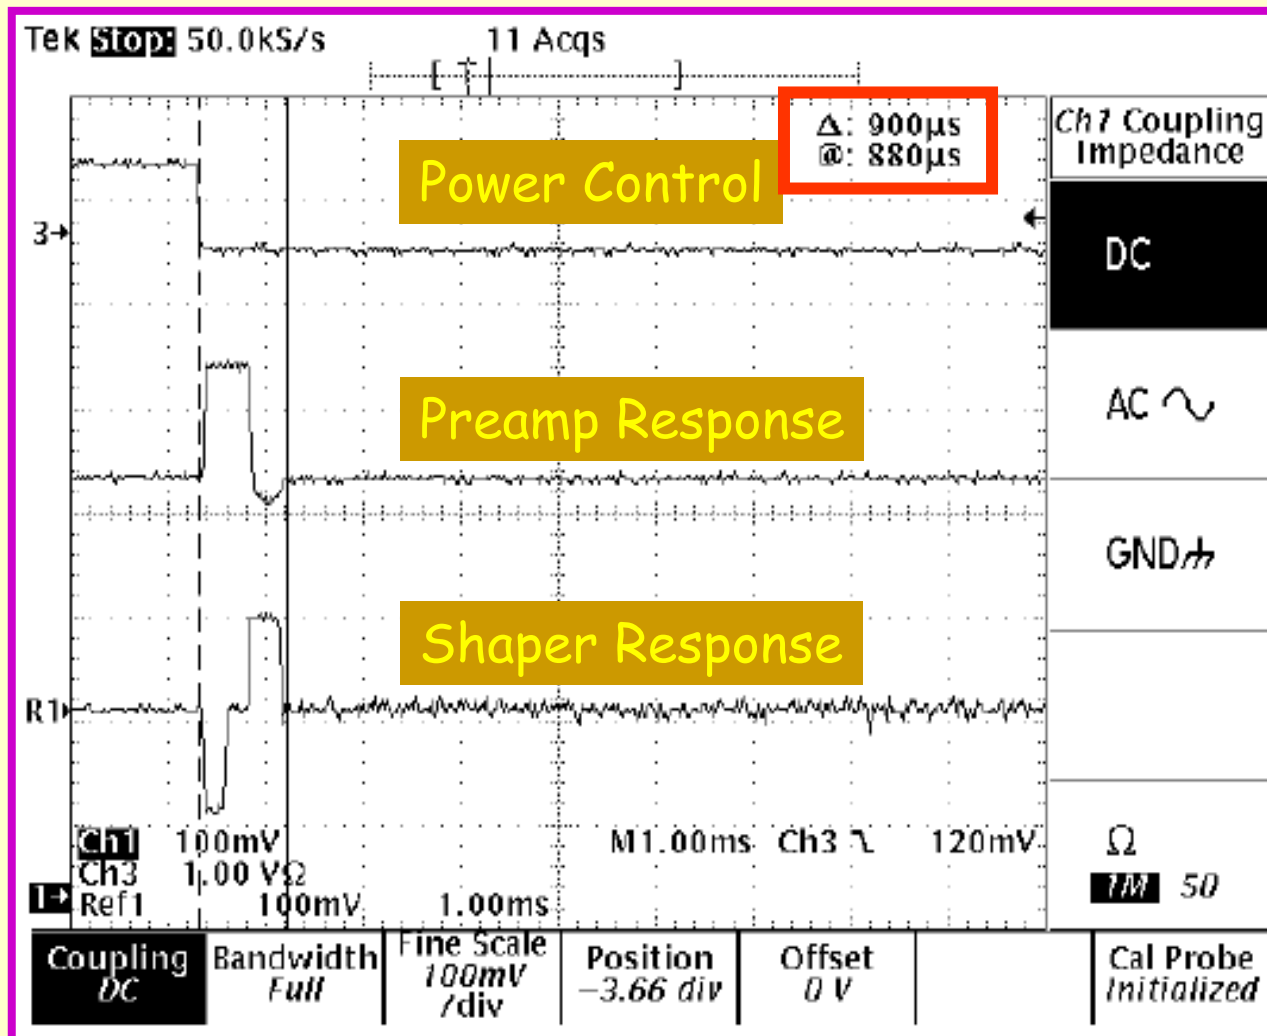 Tek Stop: 50.0kS/s 11 Acqs
Δ: 900µs
@: 880µs
Ch1 Coupling
Impedance
Power Control
3
DC
AC
Preamp Response
GND
Shaper Response
R1
Ch1 100mV M1.00ms Ch3 120mV
Ch3 1.00 VΩ
Ref1 100mV 1.00ms
1
Ω
1M 50
Coupling
DC
Bandwidth
Full
Fine Scale
100mV
/div
Position
−3.66 div
Offset
0 V
Cal Probe
Initialized